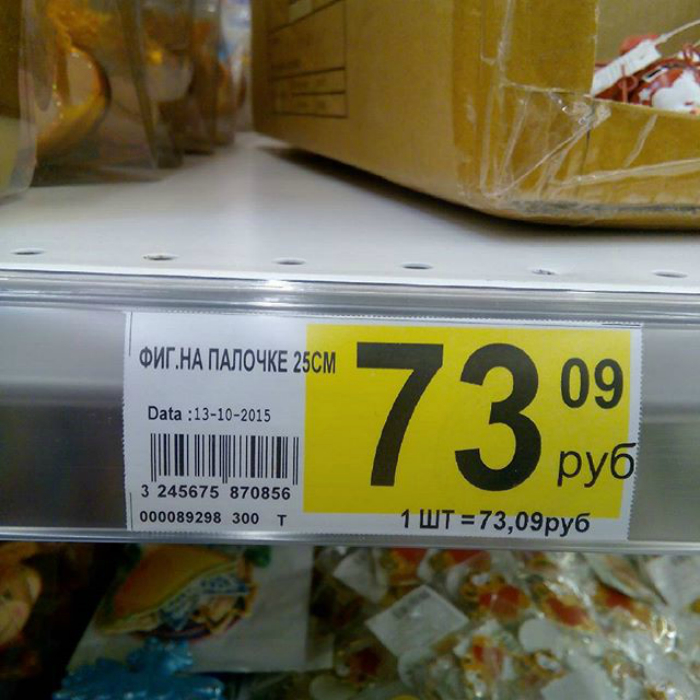 ФИГ.НА ПАЛОЧКЕ 25СМ
73 09
руб
Data :13-10-2015
3 245675 870856
000089298 300 T
1 ШТ =73,09руб